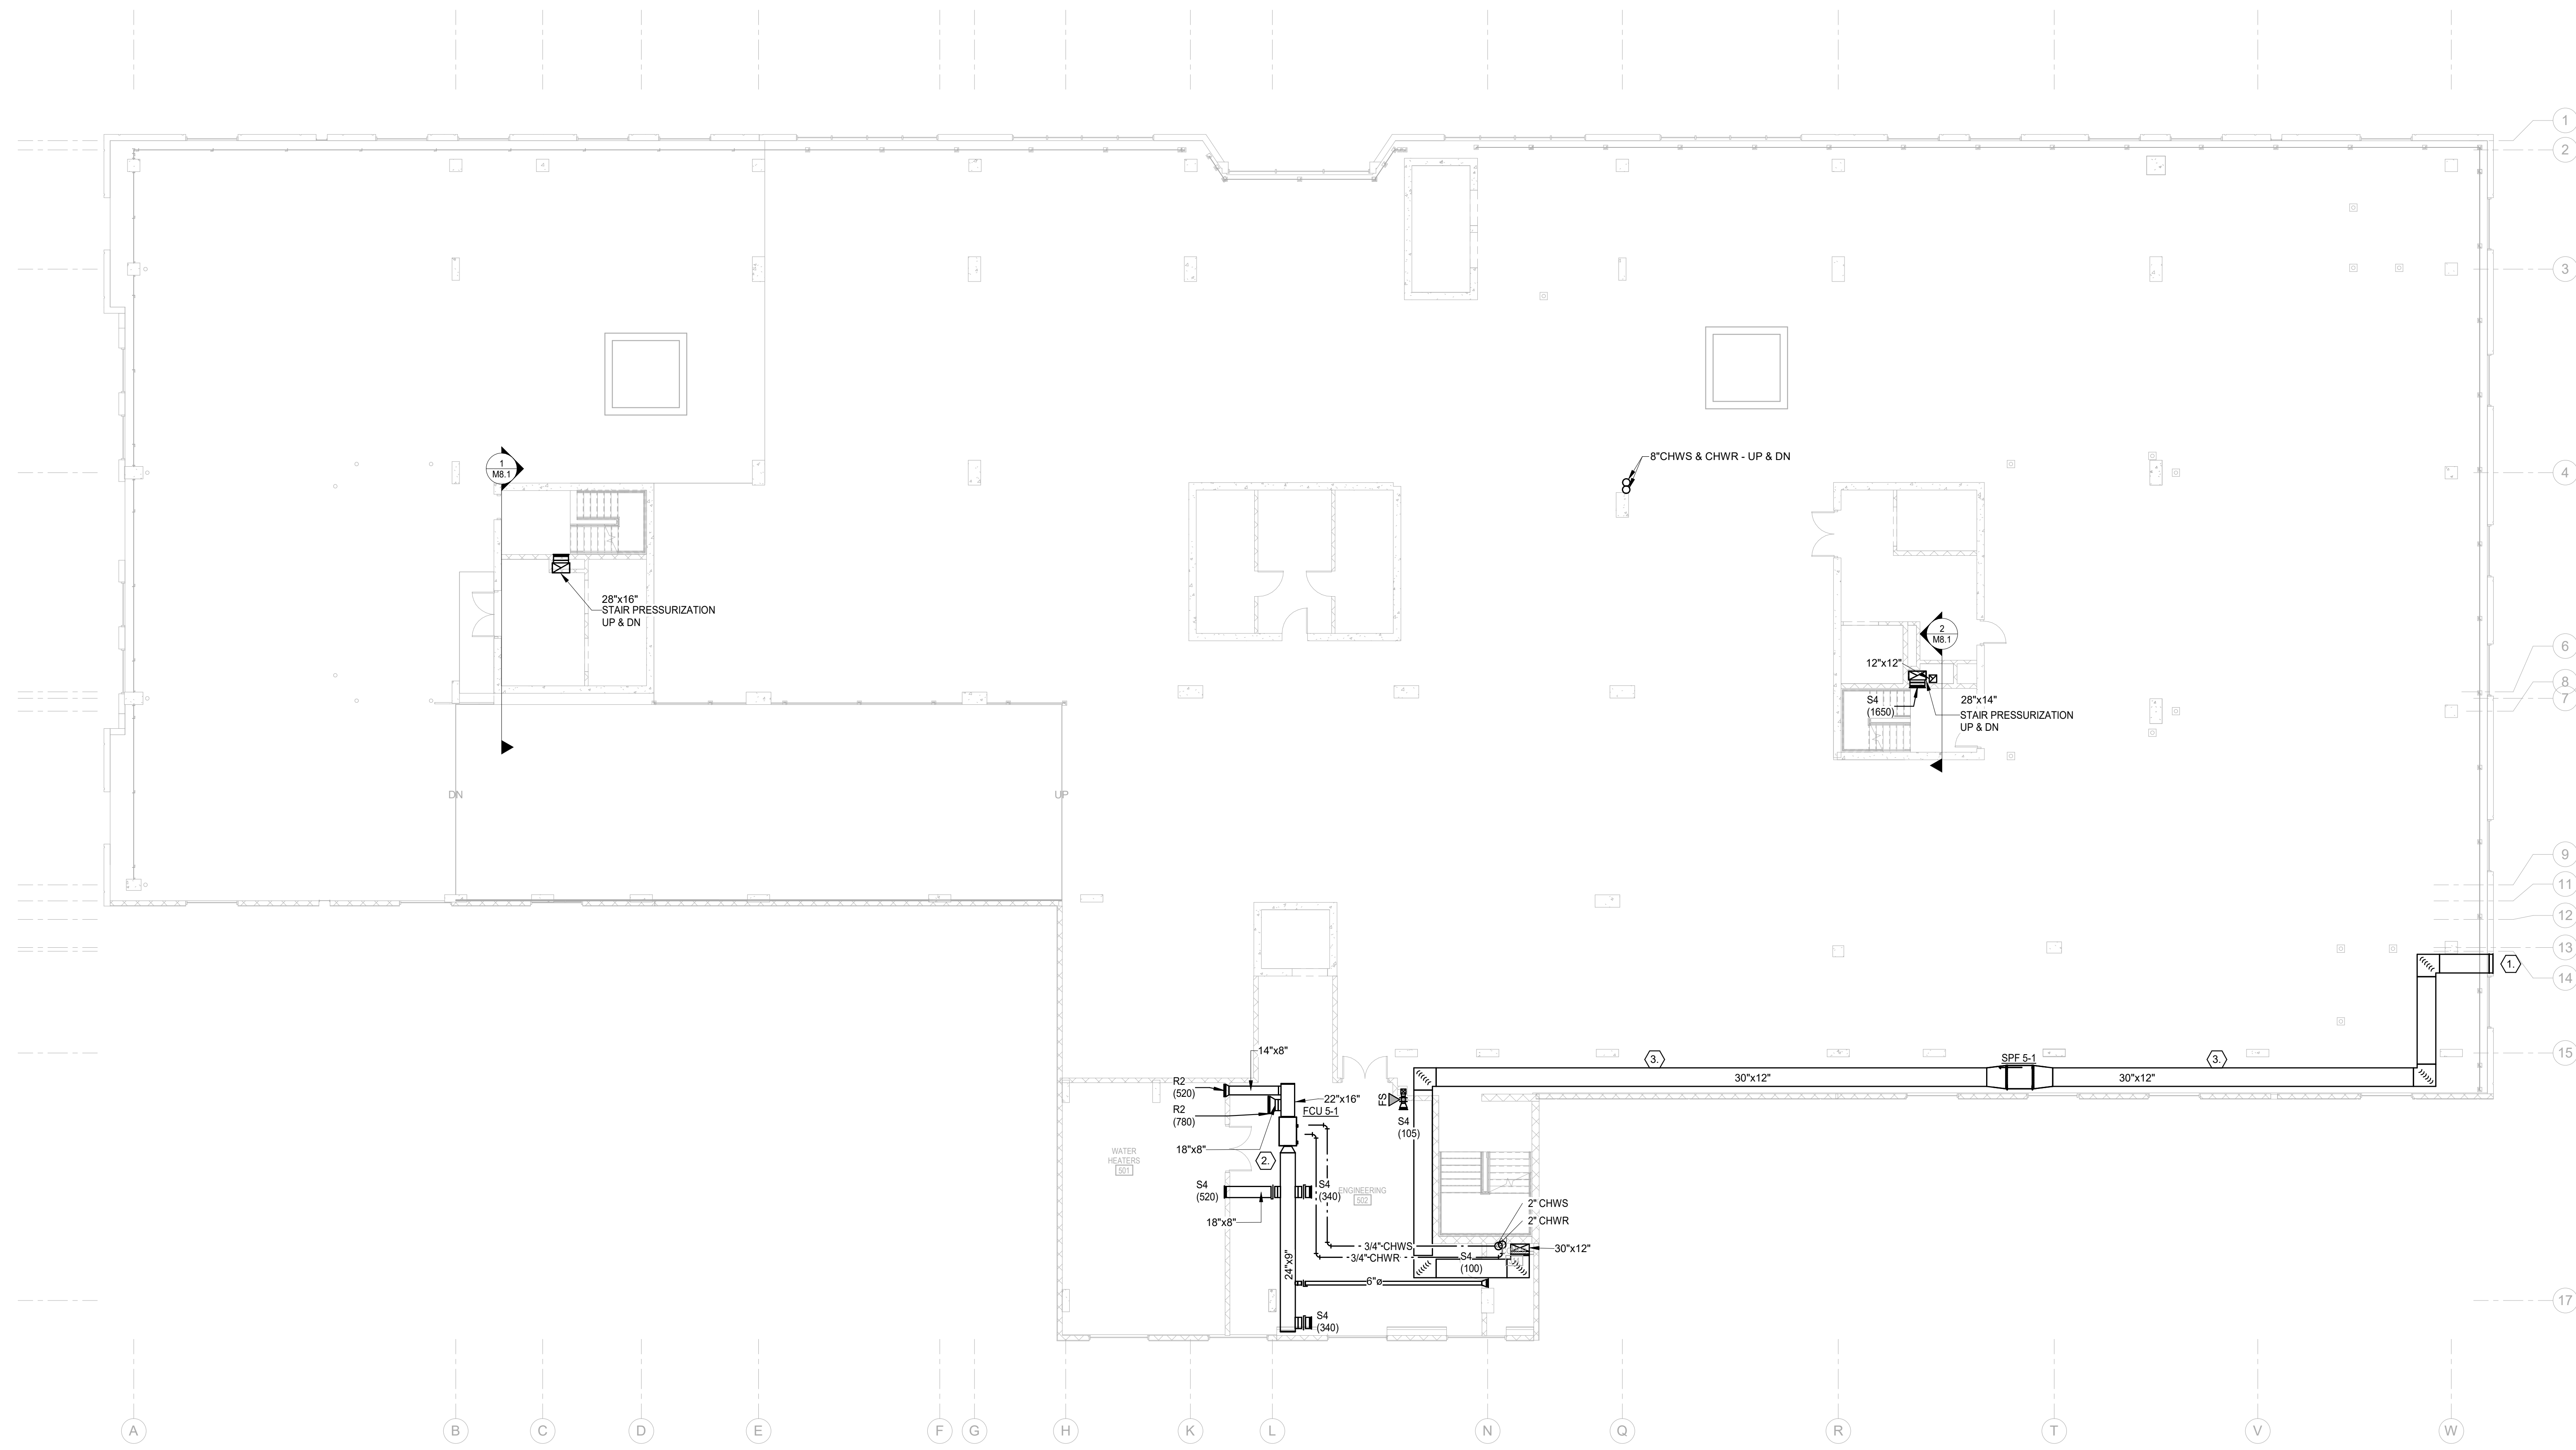 1
2
3
8"CHWS & CHWR - UP & DN
1
M8.1
4
28"x16"
STAIR PRESSURIZATION
UP & DN
2
M8.1
6
12"x12"
8
7
S4
(1650)
28"x14"
STAIR PRESSURIZATION
UP & DN
DN
UP
9
11
12
13
1.
14
14"x8"
3.
SPF 5-1
3.
15
R2
(520)
30"x12"
30"x12"
22"x16"
FS
R2
(780)
FCU 5-1
S4
(105)
18"x8"
2.
WATER
HEATERS
501
S4
(520)
S4
(340)
ENGINEERING
502
18"x8"
2" CHWS
2" CHWR
3/4" CHWS
3/4" CHWR
S4
(100)
30"x12"
24"x9"
6"ø
S4
(340)
17
A
B
C
D
E
F
G
H
K
L
N
Q
R
T
V
W